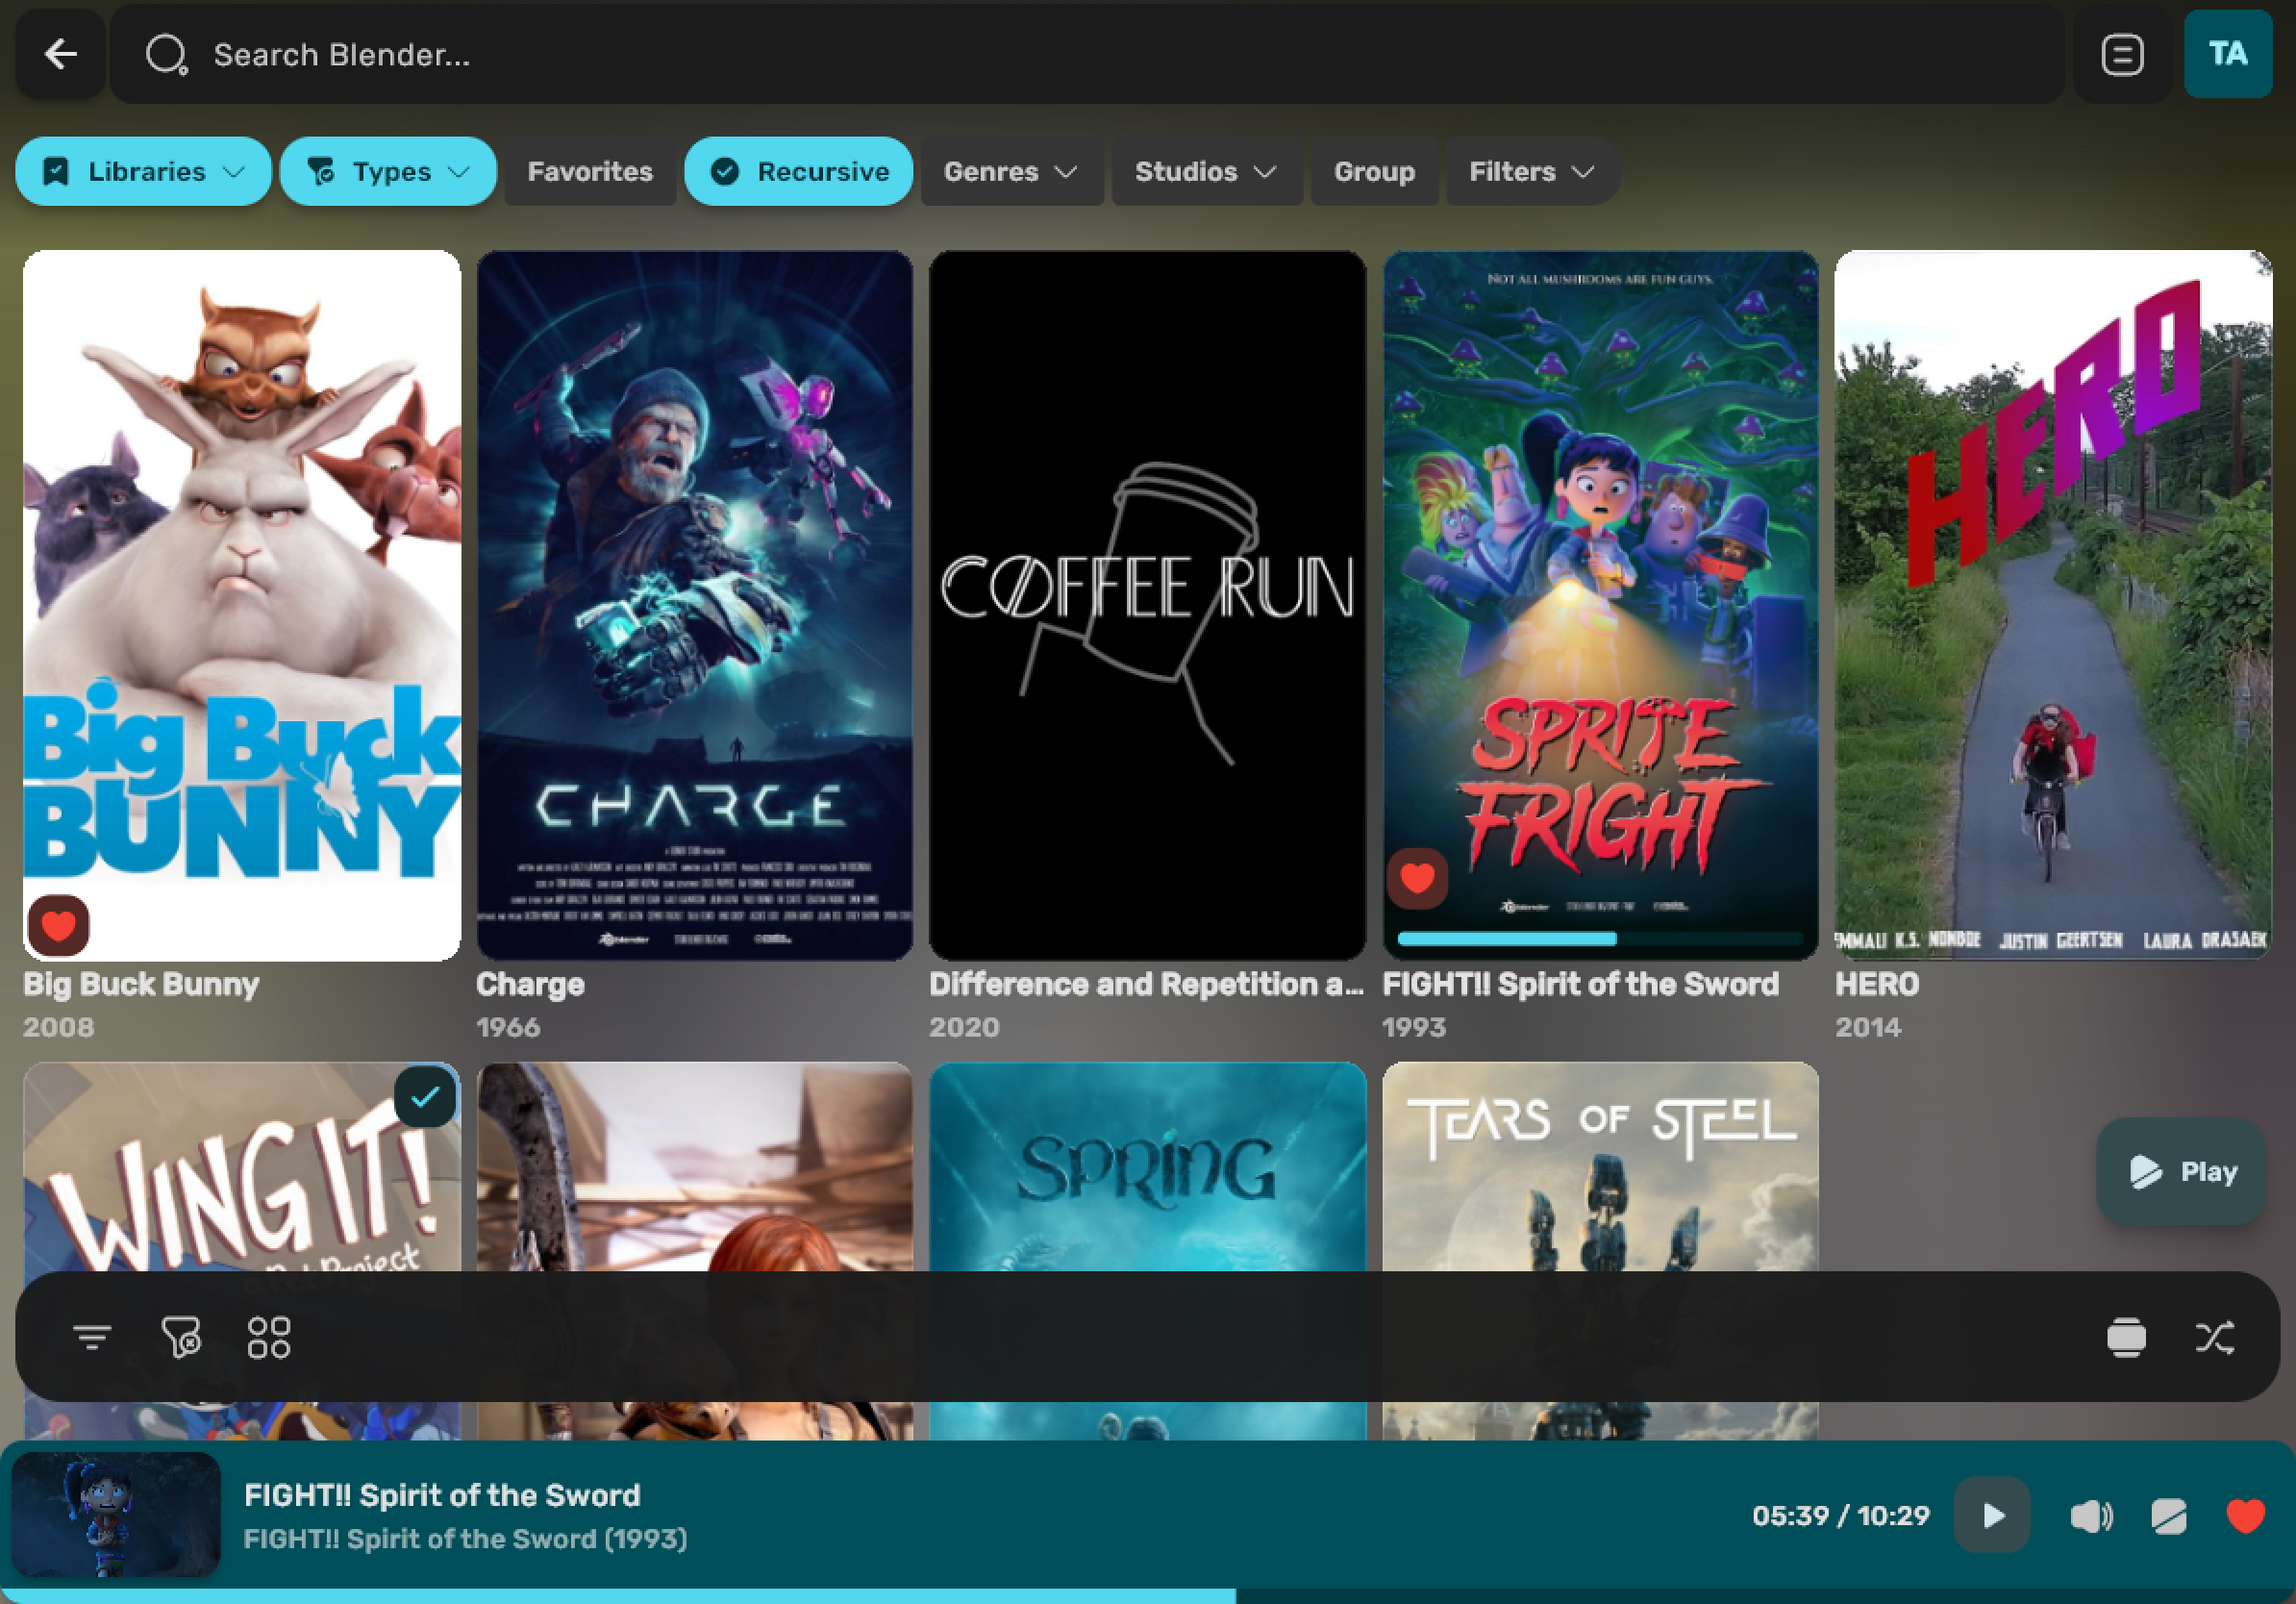 Search Blender...
TA
Libraries
Types
Favorites
Recursive
Genres
Studios
Group
Filters
Big Buck
BUNNY
CHARGE
blender
COFFEE RUN
NOT ALL MUSHROOMS ARE FUN GUYS.
SPRITE
FRIGHT
blender
HERO
JUSTIN GEERTSEN
LAURA DRASAEK
Big Buck Bunny
2008
Charge
1966
Difference and Repetition a...
2020
FIGHT!! Spirit of the Sword
1993
HERO
2014
WING IT!
a Pet Project
SPRING
TEARS OF STEEL
Play
FIGHT!! Spirit of the Sword
FIGHT!! Spirit of the Sword (1993)
05:39 / 10:29